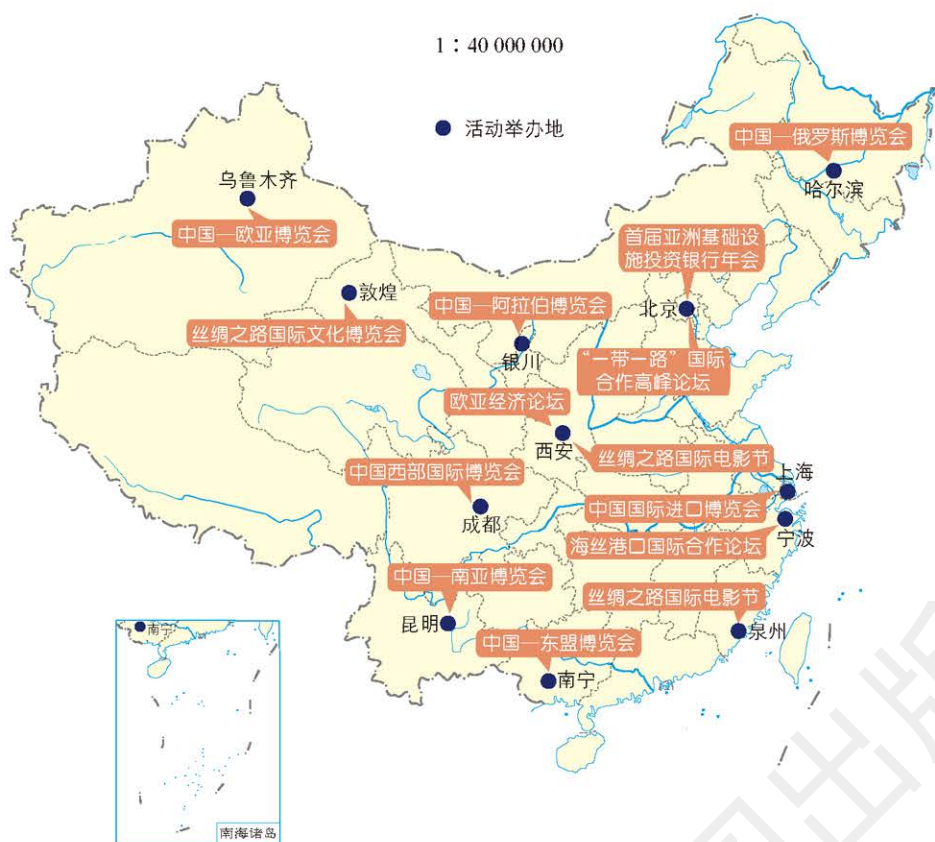 1∶40 000 000
活动举办地
中国—俄罗斯博览会
哈尔滨
乌鲁木齐
中国—欧亚博览会
首届亚洲基础设
施投资银行年会
敦煌
中国—阿拉伯博览会
北京
丝绸之路国际文化博览会
银川
“一带一路”国际
合作高峰论坛
欧亚经济论坛
西安
丝绸之路国际电影节
中国西部国际博览会
上海
成都
中国国际进口博览会
宁波
海丝港口国际合作论坛
中国—南亚博览会
丝绸之路国际电影节
昆明
泉州
中国—东盟博览会
南宁
南宁
南海诸岛